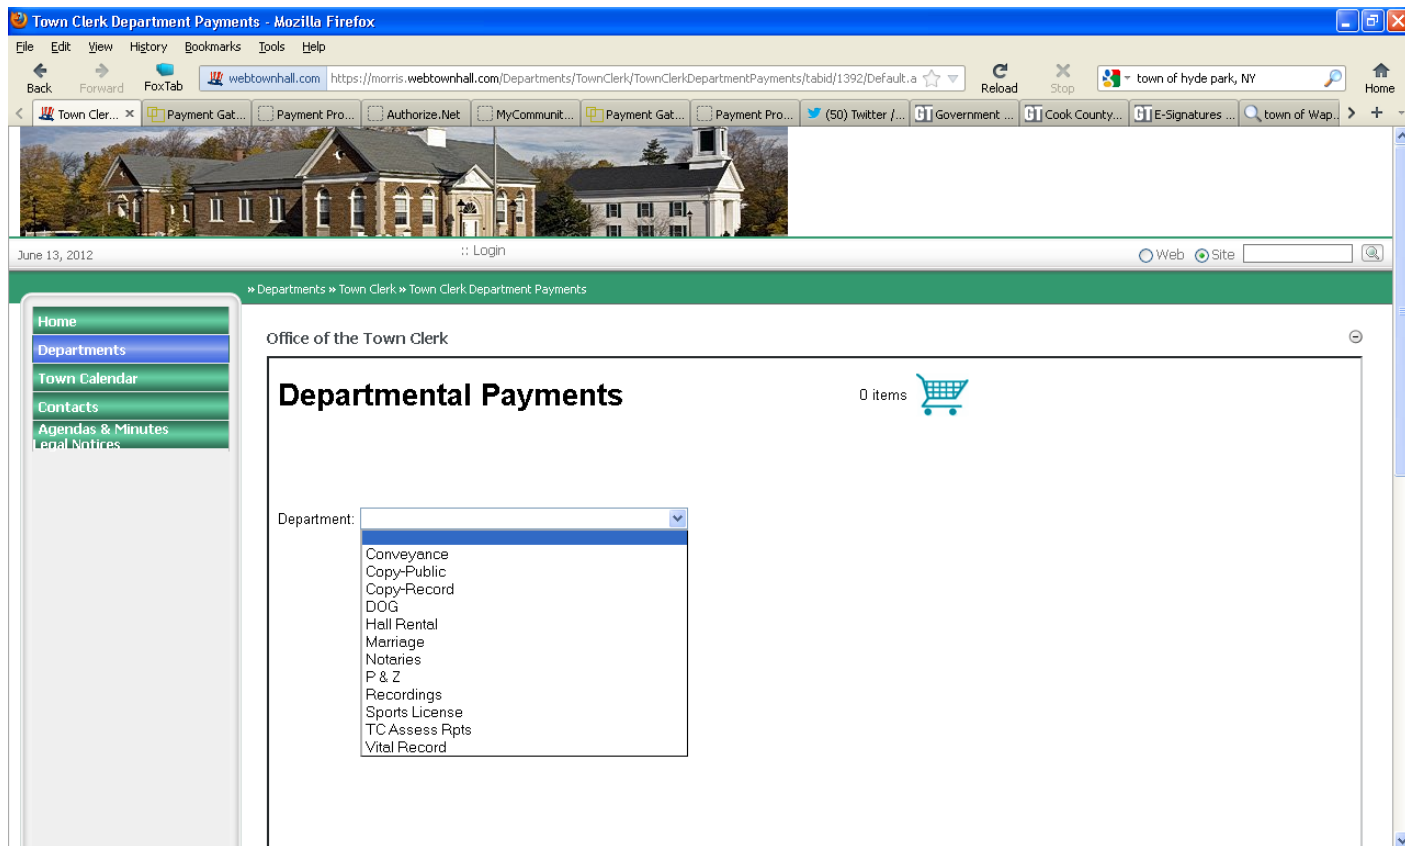 Town Clerk Department Payments - Mozilla Firefox
File Edit View History Bookmarks Tools Help
Back Forward FoxTab webtownhall.com https://morris.webtownhall.com/Departments/TownClerk/TownClerkDepartmentPayments/tabid/1392/Default.a Reload Stop town of hyde park, NY Home
Town Cler... Payment Gat... Payment Pro... Authorize.Net MyCommunit... Payment Gat... Payment Pro... (50) Twitter /... Government ... Cook County... E-Signatures ... town of Wap..
June 13, 2012 :: Login Web Site
» Departments » Town Clerk » Town Clerk Department Payments
Home
Departments
Town Calendar
Contacts
Agendas & Minutes
Legal Notices
Office of the Town Clerk
Departmental Payments 0 items
Department:
Conveyance
Copy-Public
Copy-Record
DOG
Hall Rental
Marriage
Notaries
P & Z
Recordings
Sports License
TC Assess Rpts
Vital Record